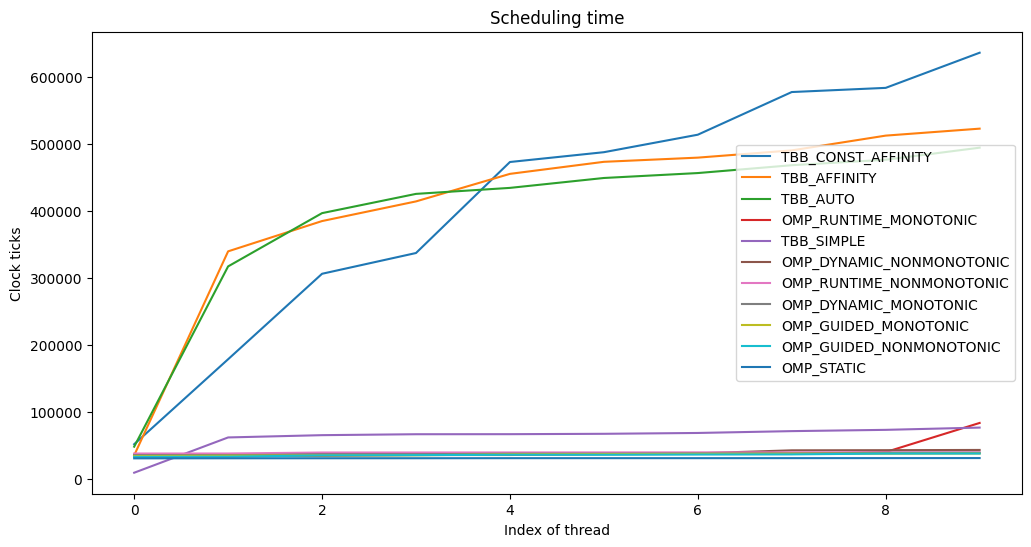 Scheduling time
Clock ticks
600000
500000
400000
300000
200000
100000
0
TBB_CONST_AFFINITY
TBB_AFFINITY
TBB_AUTO
OMP_RUNTIME_MONOTONIC
TBB_SIMPLE
OMP_DYNAMIC_NONMONOTONIC
OMP_RUNTIME_NONMONOTONIC
OMP_DYNAMIC_MONOTONIC
OMP_GUIDED_MONOTONIC
OMP_GUIDED_NONMONOTONIC
OMP_STATIC
0 2 4 6 8
Index of thread